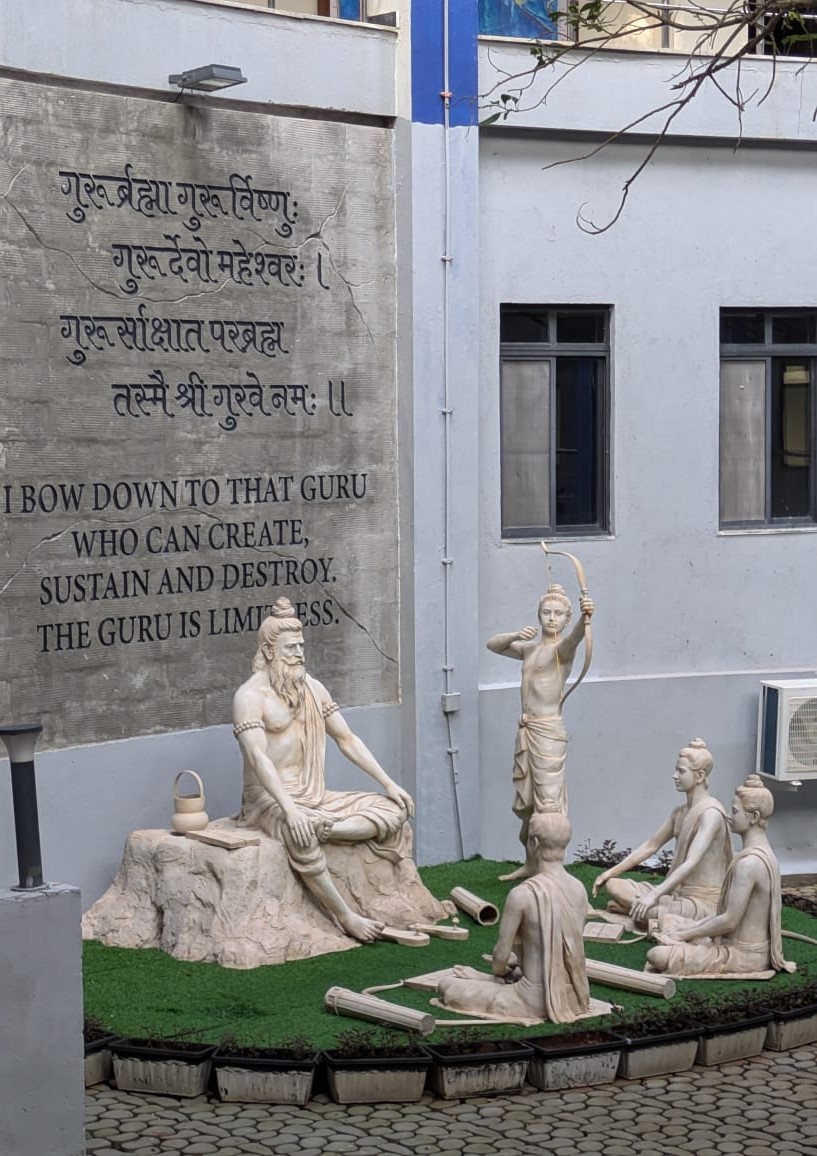 गुरूर्ब्रह्मा गुरूर्विष्णुः
गुरूर्देवो महेश्वरः ।
गुरूर्साक्षात परब्रह्म
तस्मै श्री गुरवे नमः ||
I BOW DOWN TO THAT GURU
WHO CAN CREATE,
SUSTAIN AND DESTROY.
THE GURU IS LIMITLESS.